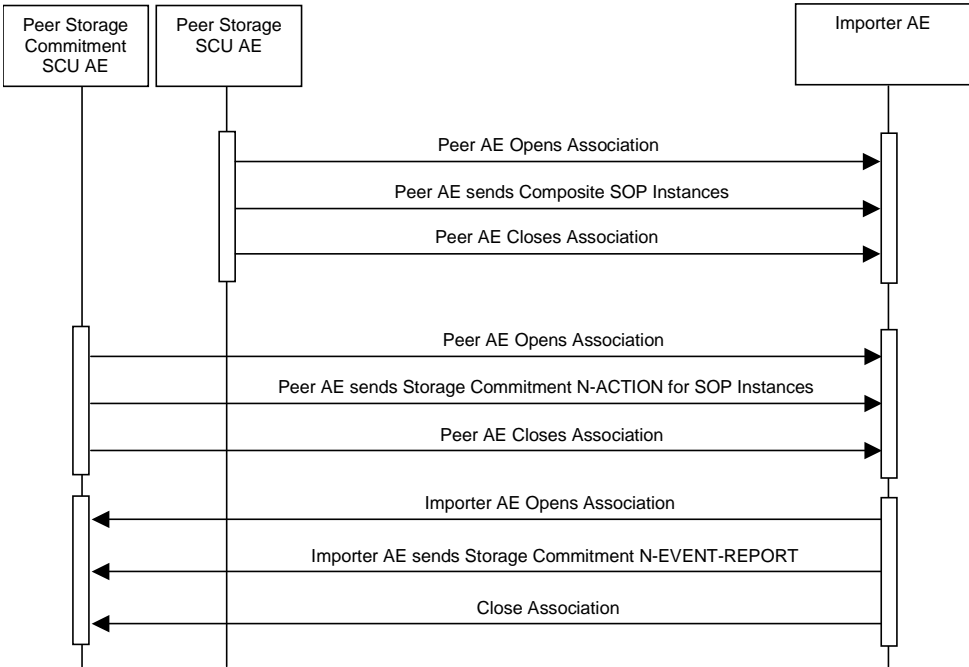 Peer Storage
Commitment
SCU AE
Peer Storage
SCU AE
Importer AE
Peer AE Opens Association
Peer AE sends Composite SOP Instances
Peer AE Closes Association
Peer AE Opens Association
Peer AE sends Storage Commitment N-ACTION for SOP Instances
Peer AE Closes Association
Importer AE Opens Association
Importer AE sends Storage Commitment N-EVENT-REPORT
Close Association